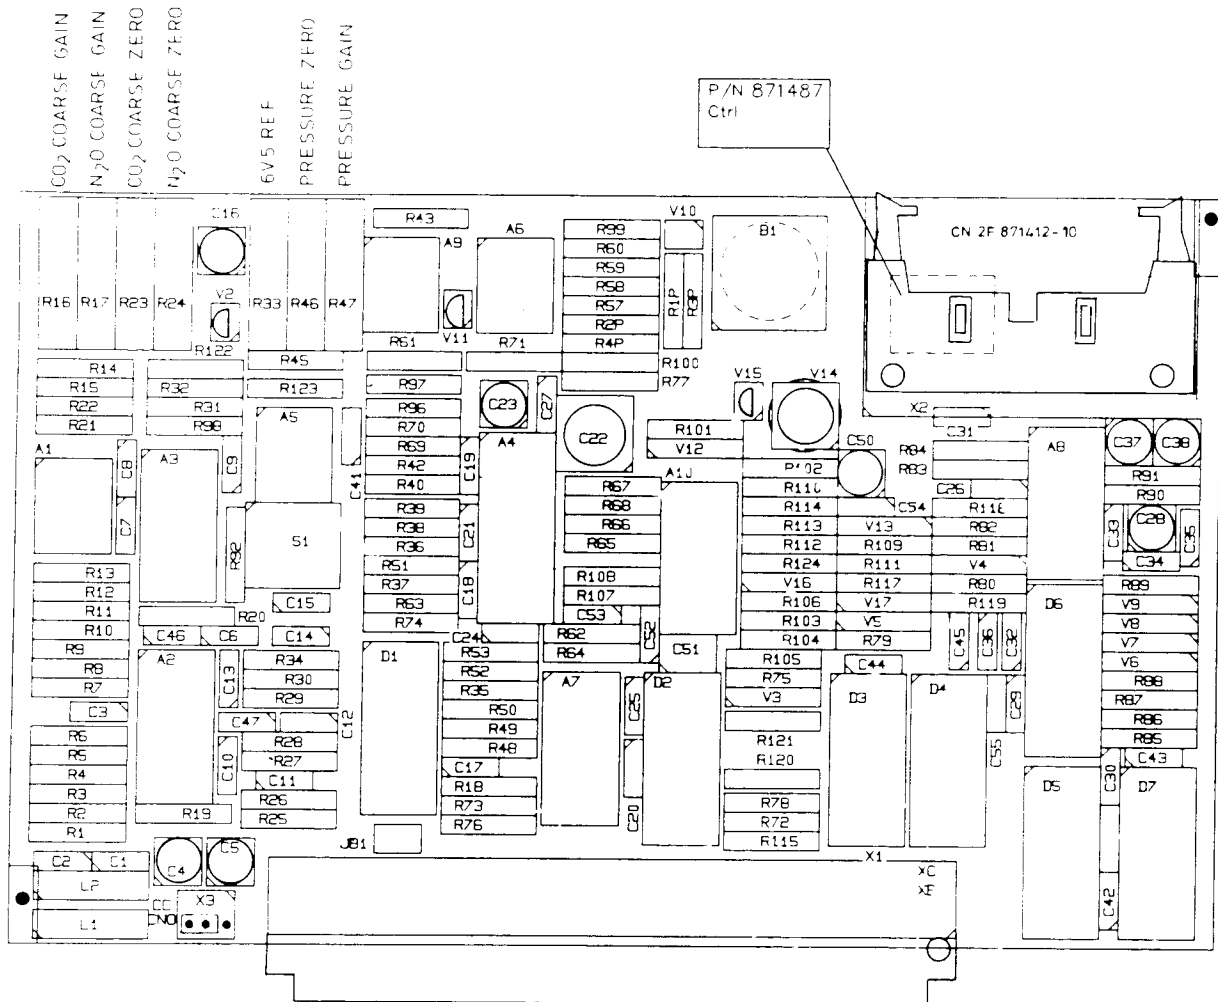 CO2 COARSE GAIN
N2O COARSE GAIN
CO2 COARSE ZERO
N2O COARSE ZERO
6V5 REF
PRESSURE ZERO
PRESSURE GAIN
P/N 871487
Ctrl
CN 2F 871412-10
C16
R43
A9
A6
V10
B1
R99
R60
R59
R58
R57
R2P
R4P
R1P
R3P
R16
R17
R23
R24
V2
R33
R46
R47
V11
R122
R61
R71
R100
R77
R45
R14
R15
R22
R21
R32
R31
R98
R123
R97
A5
R96
R70
R69
R42
R40
C23
C27
C22
V15
V14
X2
C31
A1
A3
C8
C7
C9
C41
C19
A4
R101
V12
A10
C50
R84
R83
C26
A8
C37
C38
R91
R90
R67
R68
R66
R65
R102
R116
R114
R113
R112
R124
V16
R106
R103
R104
C54
V13
R109
R111
R117
V17
V5
R79
R118
R82
R81
V4
R80
R119
C33
C28
C35
C34
R92
S1
R39
R38
R36
R51
R37
R63
R74
C21
C18
C24
R108
R107
C53
R62
R64
C52
C51
R13
R12
R11
R10
R9
R8
R7
C3
R20
C15
C14
C46
C6
A2
C13
R34
R30
R29
C47
C12
R28
R27
C10
C11
R26
R25
R19
D1
R53
R52
R35
R50
R49
R48
C17
R18
R73
R76
A7
C25
C20
D2
R105
R75
V3
R121
R120
R78
R72
R115
C44
D3
D4
C45
C36
C32
C29
C55
D6
R89
V9
V8
V7
V6
R88
R87
R86
R85
C43
C30
D5
D7
C42
R6
R5
R4
R3
R2
R1
C2
C1
C4
C5
L2
L1
X3
CC
CNO
JB1
X1
XC
XE